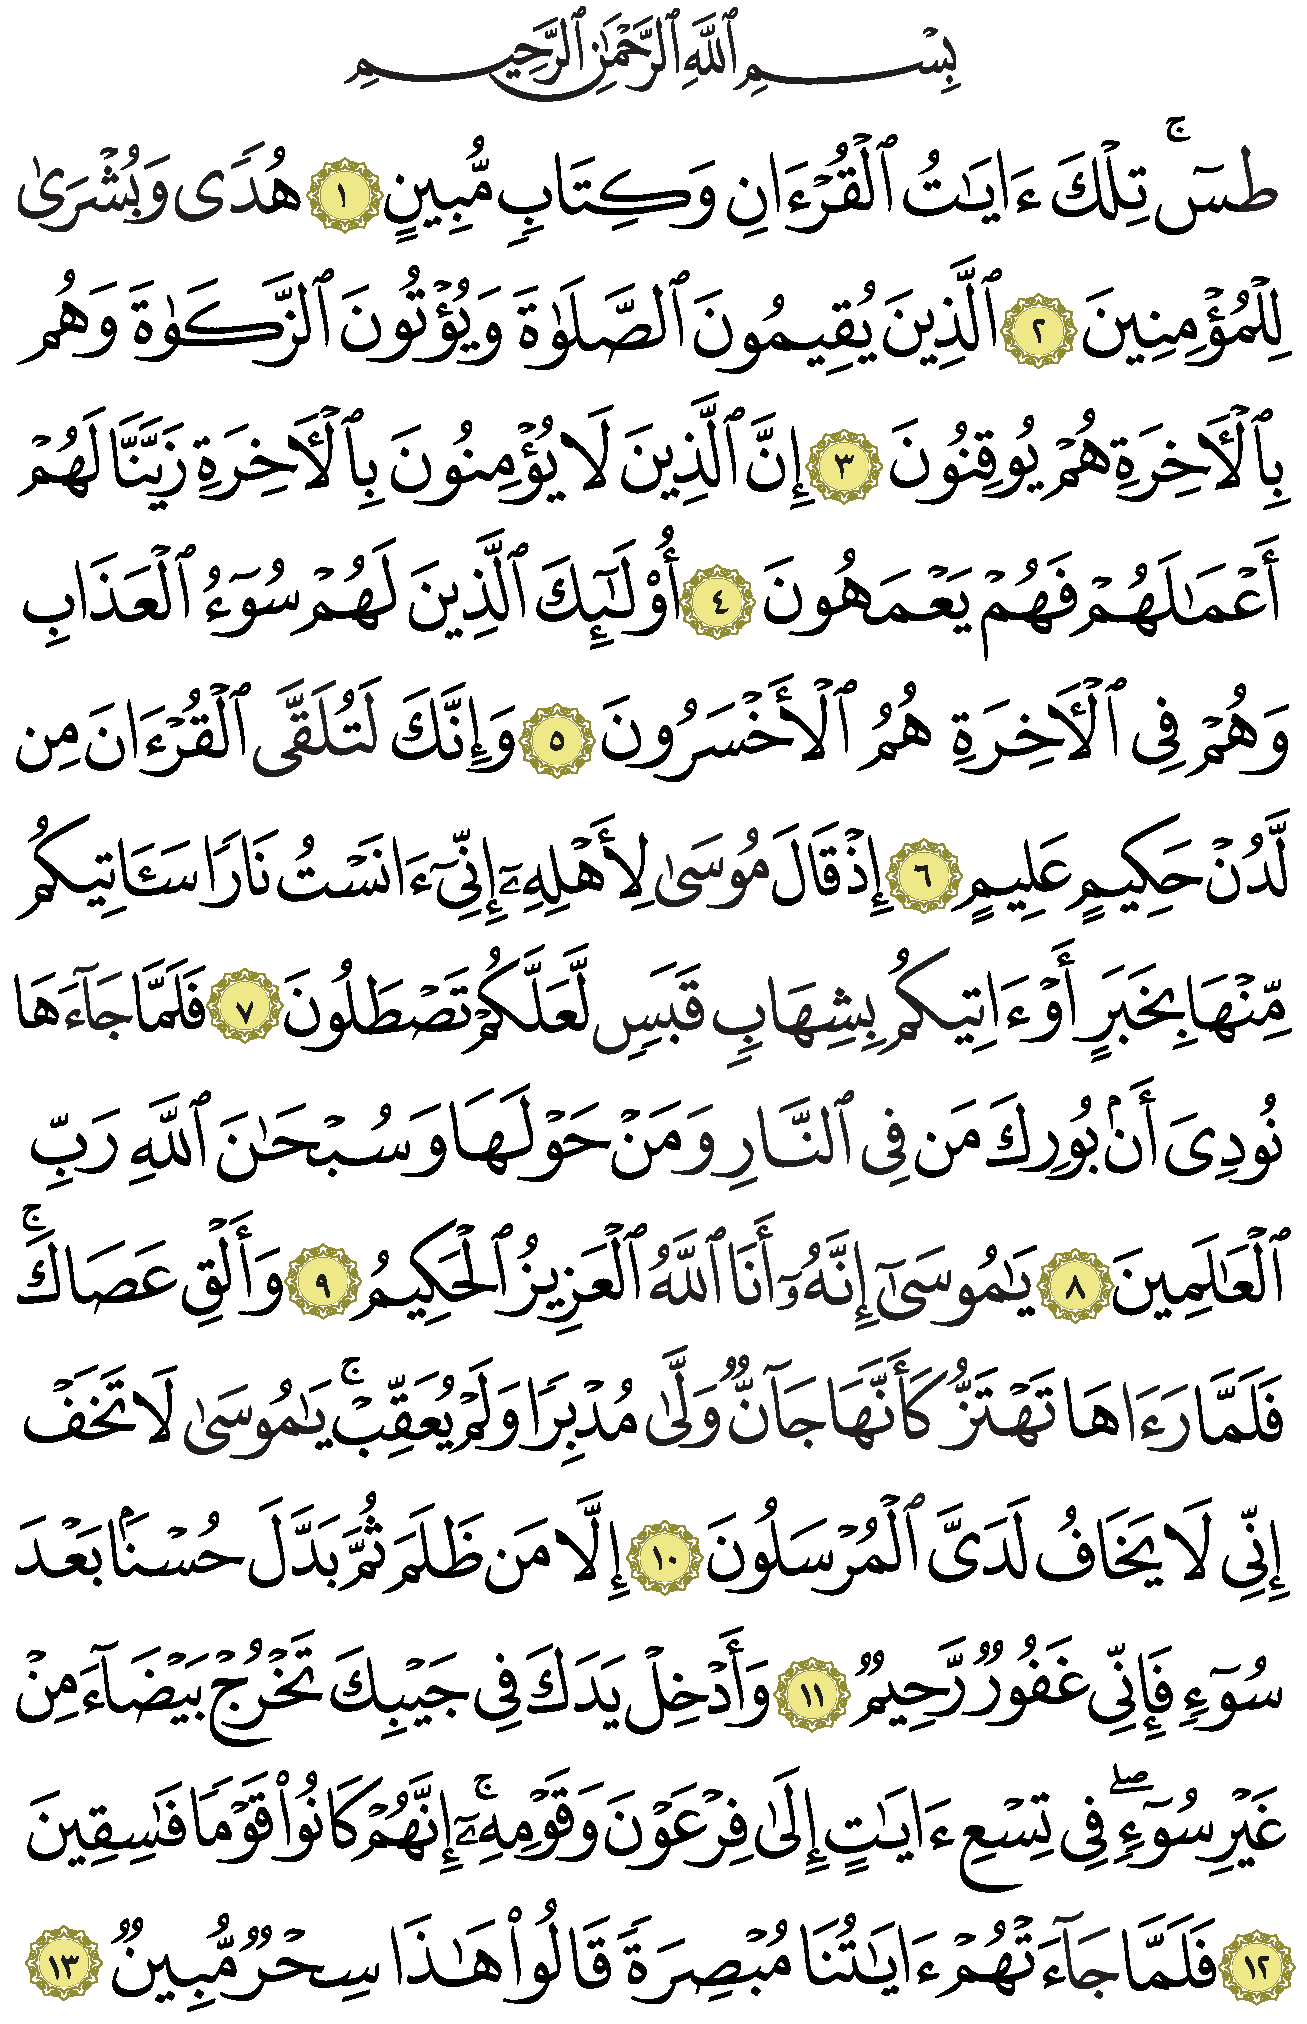 بِسْمِ ٱللَّهِ ٱلرَّحْمَٰنِ ٱلرَّحِيمِ
طسٓ ۚ تِلْكَ ءَايَٰتُ ٱلْقُرْءَانِ وَكِتَابٍ مُّبِينٍ ١ هُدًى وَبُشْرَىٰ
لِلْمُؤْمِنِينَ ٢ ٱلَّذِينَ يُقِيمُونَ ٱلصَّلَوٰةَ وَيُؤْتُونَ ٱلزَّكَوٰةَ وَهُم
بِٱلْـَٔاخِرَةِ هُمْ يُوقِنُونَ ٣ إِنَّ ٱلَّذِينَ لَا يُؤْمِنُونَ بِٱلْـَٔاخِرَةِ زَيَّنَّا لَهُمْ
أَعْمَٰلَهُمْ فَهُمْ يَعْمَهُونَ ٤ أُو۟لَٰٓئِكَ ٱلَّذِينَ لَهُمْ سُوٓءُ ٱلْعَذَابِ
وَهُمْ فِى ٱلْـَٔاخِرَةِ هُمُ ٱلْأَخْسَرُونَ ٥ وَإِنَّكَ لَتُلَقَّى ٱلْقُرْءَانَ مِن
لَّدُنْ حَكِيمٍ عَلِيمٍ ٦ إِذْ قَالَ مُوسَىٰ لِأَهْلِهِۦٓ إِنِّىٓ ءَانَسْتُ نَارًا سَـَٔاتِيكُم
مِّنْهَا بِخَبَرٍ أَوْ ءَاتِيكُم بِشِهَابٍ قَبَسٍ لَّعَلَّكُمْ تَصْطَلُونَ ٧ فَلَمَّا جَآءَهَا
نُودِىَ أَنۢ بُورِكَ مَن فِى ٱلنَّارِ وَمَنْ حَوْلَهَا وَسُبْحَٰنَ ٱللَّهِ رَبِّ
ٱلْعَٰلَمِينَ ٨ يَٰمُوسَىٰٓ إِنَّهُۥٓ أَنَا ٱللَّهُ ٱلْعَزِيزُ ٱلْحَكِيمُ ٩ وَأَلْقِ عَصَاكَ ۚ
فَلَمَّا رَءَاهَا تَهْتَزُّ كَأَنَّهَا جَآنٌّ وَلَّىٰ مُدْبِرًا وَلَمْ يُعَقِّبْ ۚ يَٰمُوسَىٰ لَا تَخَفْ
إِنِّى لَا يَخَافُ لَدَىَّ ٱلْمُرْسَلُونَ ١٠ إِلَّا مَن ظَلَمَ ثُمَّ بَدَّلَ حُسْنًۢا بَعْدَ
سُوٓءٍ فَإِنِّى غَفُورٌ رَّحِيمٌ ١١ وَأَدْخِلْ يَدَكَ فِى جَيْبِكَ تَخْرُجْ بَيْضَآءَ مِنْ
غَيْرِ سُوٓءٍ ۖ فِى تِسْعِ ءَايَٰتٍ إِلَىٰ فِرْعَوْنَ وَقَوْمِهِۦٓ ۚ إِنَّهُمْ كَانُوا۟ قَوْمًا فَٰسِقِينَ
١٢ فَلَمَّا جَآءَتْهُمْ ءَايَٰتُنَا مُبْصِرَةً قَالُوا۟ هَٰذَا سِحْرٌ مُّبِينٌ ١٣